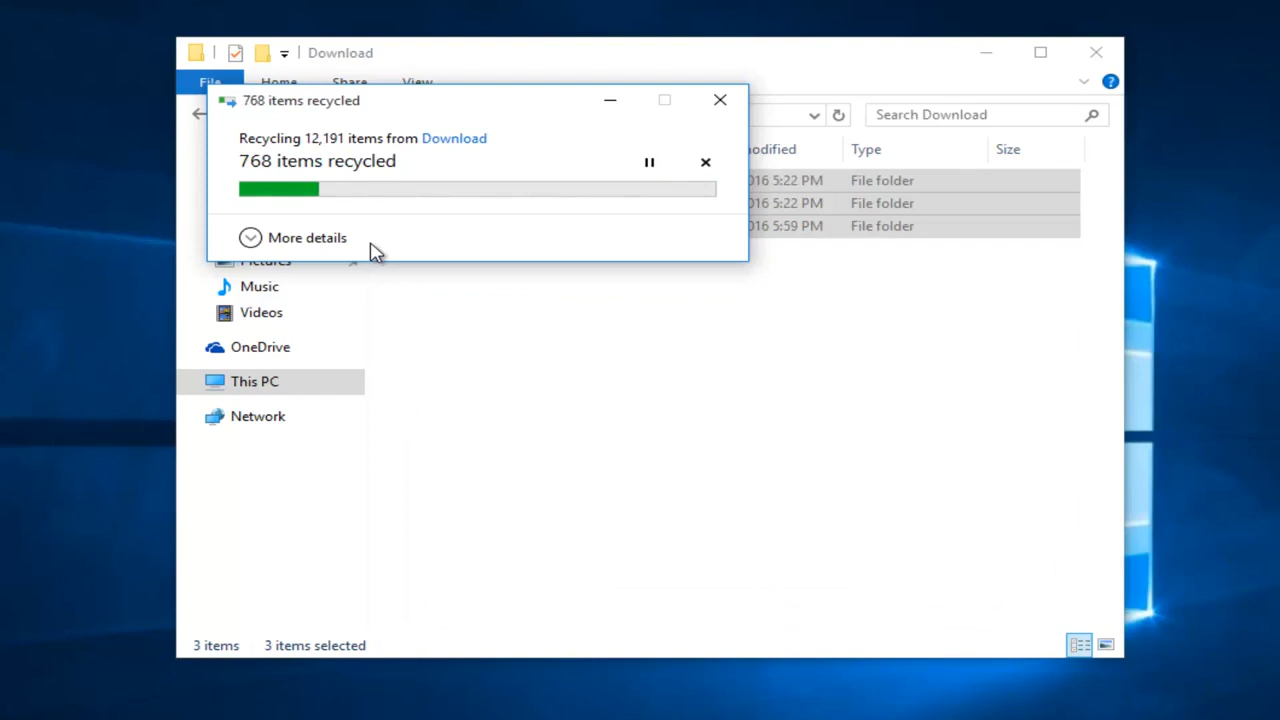 Download
File Home Share View
768 items recycled
Recycling 12,191 items from Download
768 items recycled
More details
Search Download
modified Type Size
016 5:22 PM File folder
016 5:22 PM File folder
016 5:59 PM File folder
Pictures
Music
Videos
OneDrive
This PC
Network
3 items 3 items selected